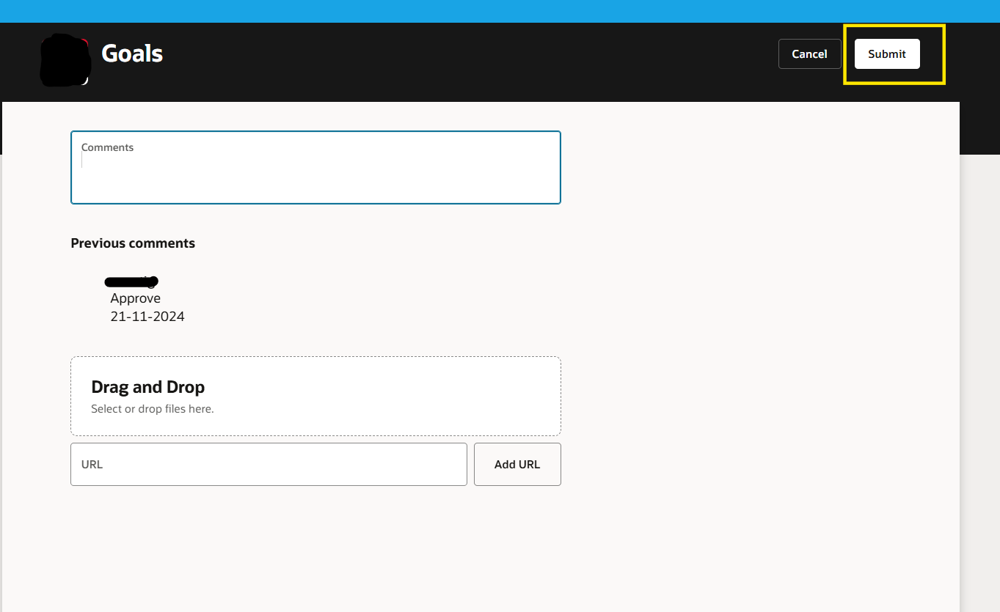 Goals
Cancel
Submit
Comments
Previous comments
Approve
21-11-2024
Drag and Drop
Select or drop files here.
URL
Add URL